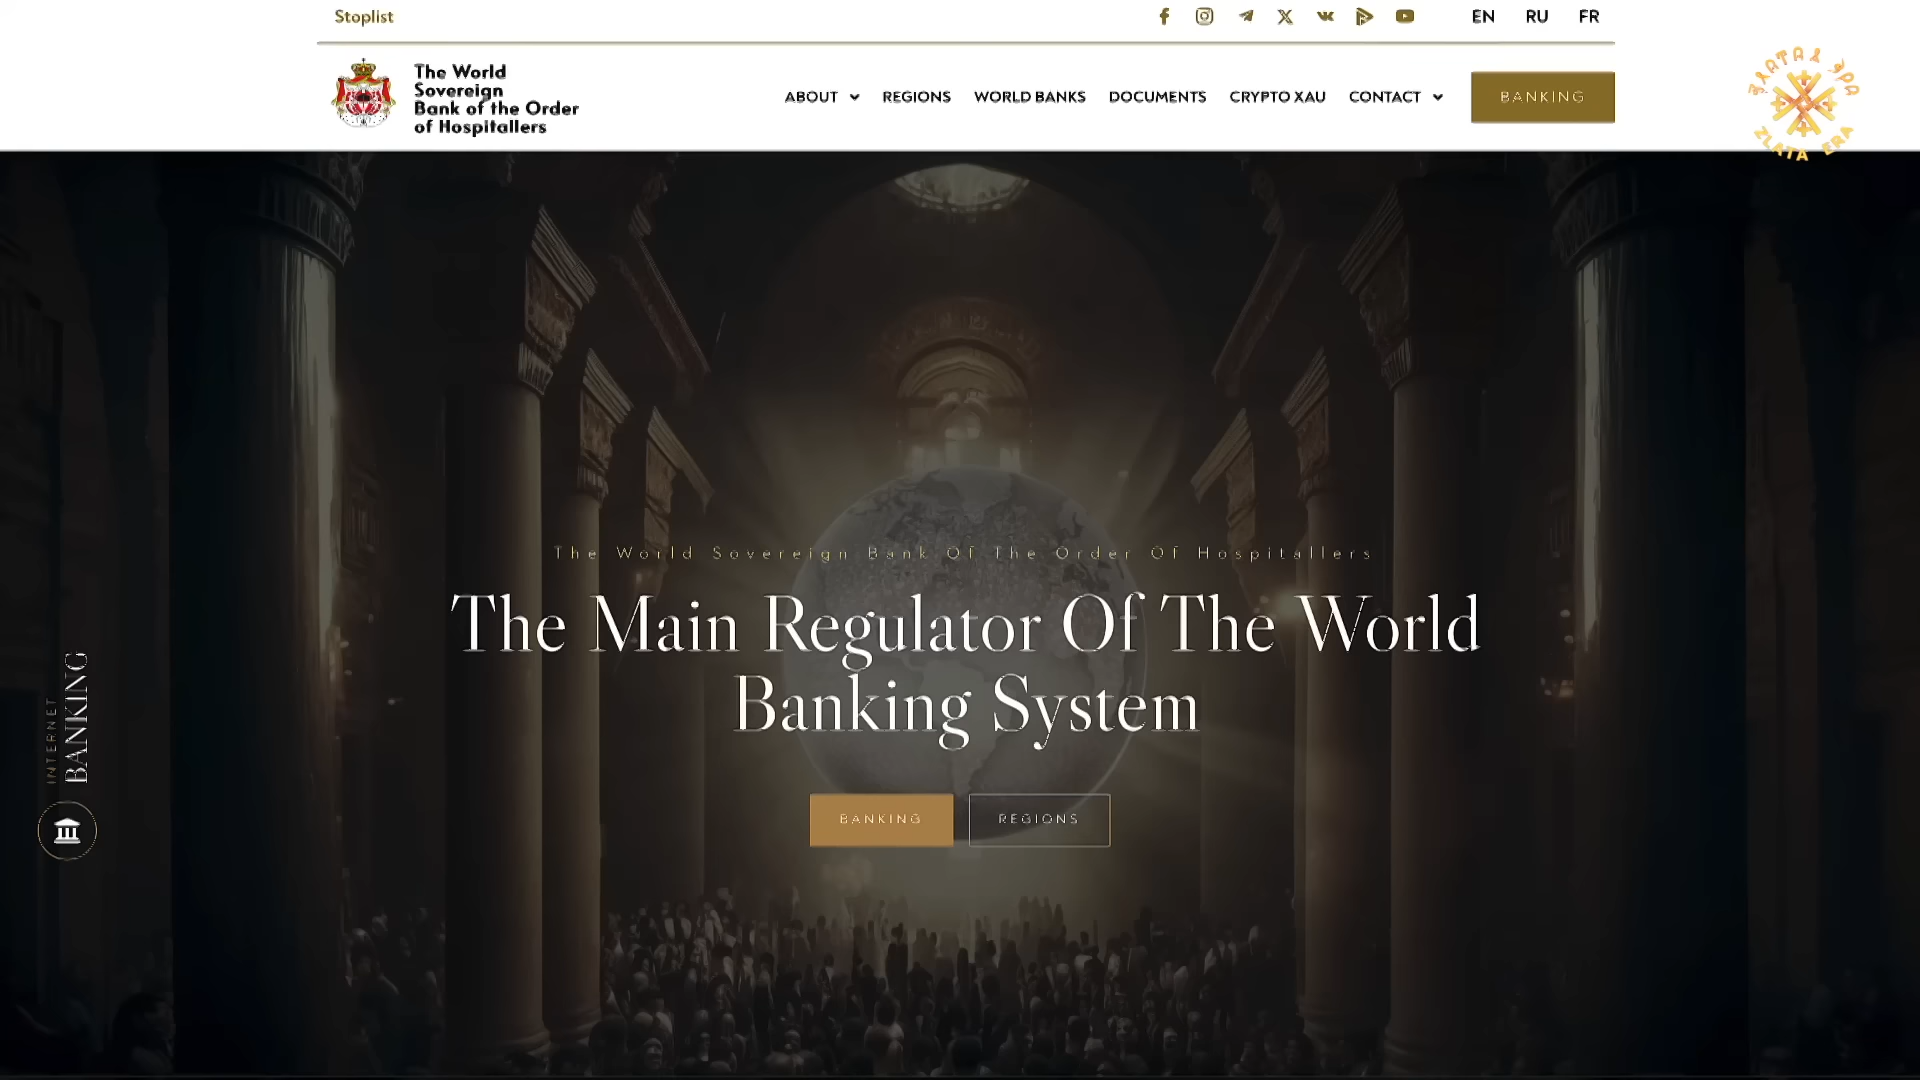 Stoplist
EN RU FR
The World
Sovereign
Bank of the Order
of Hospitallers
ABOUT REGIONS WORLD BANKS DOCUMENTS CRYPTO XAU CONTACT BANKING
ZLATA ERA
The World Sovereign Bank Of The Order Of Hospitallers
The Main Regulator Of The World
Banking System
INTERNET
BANKING
BANKING REGIONS